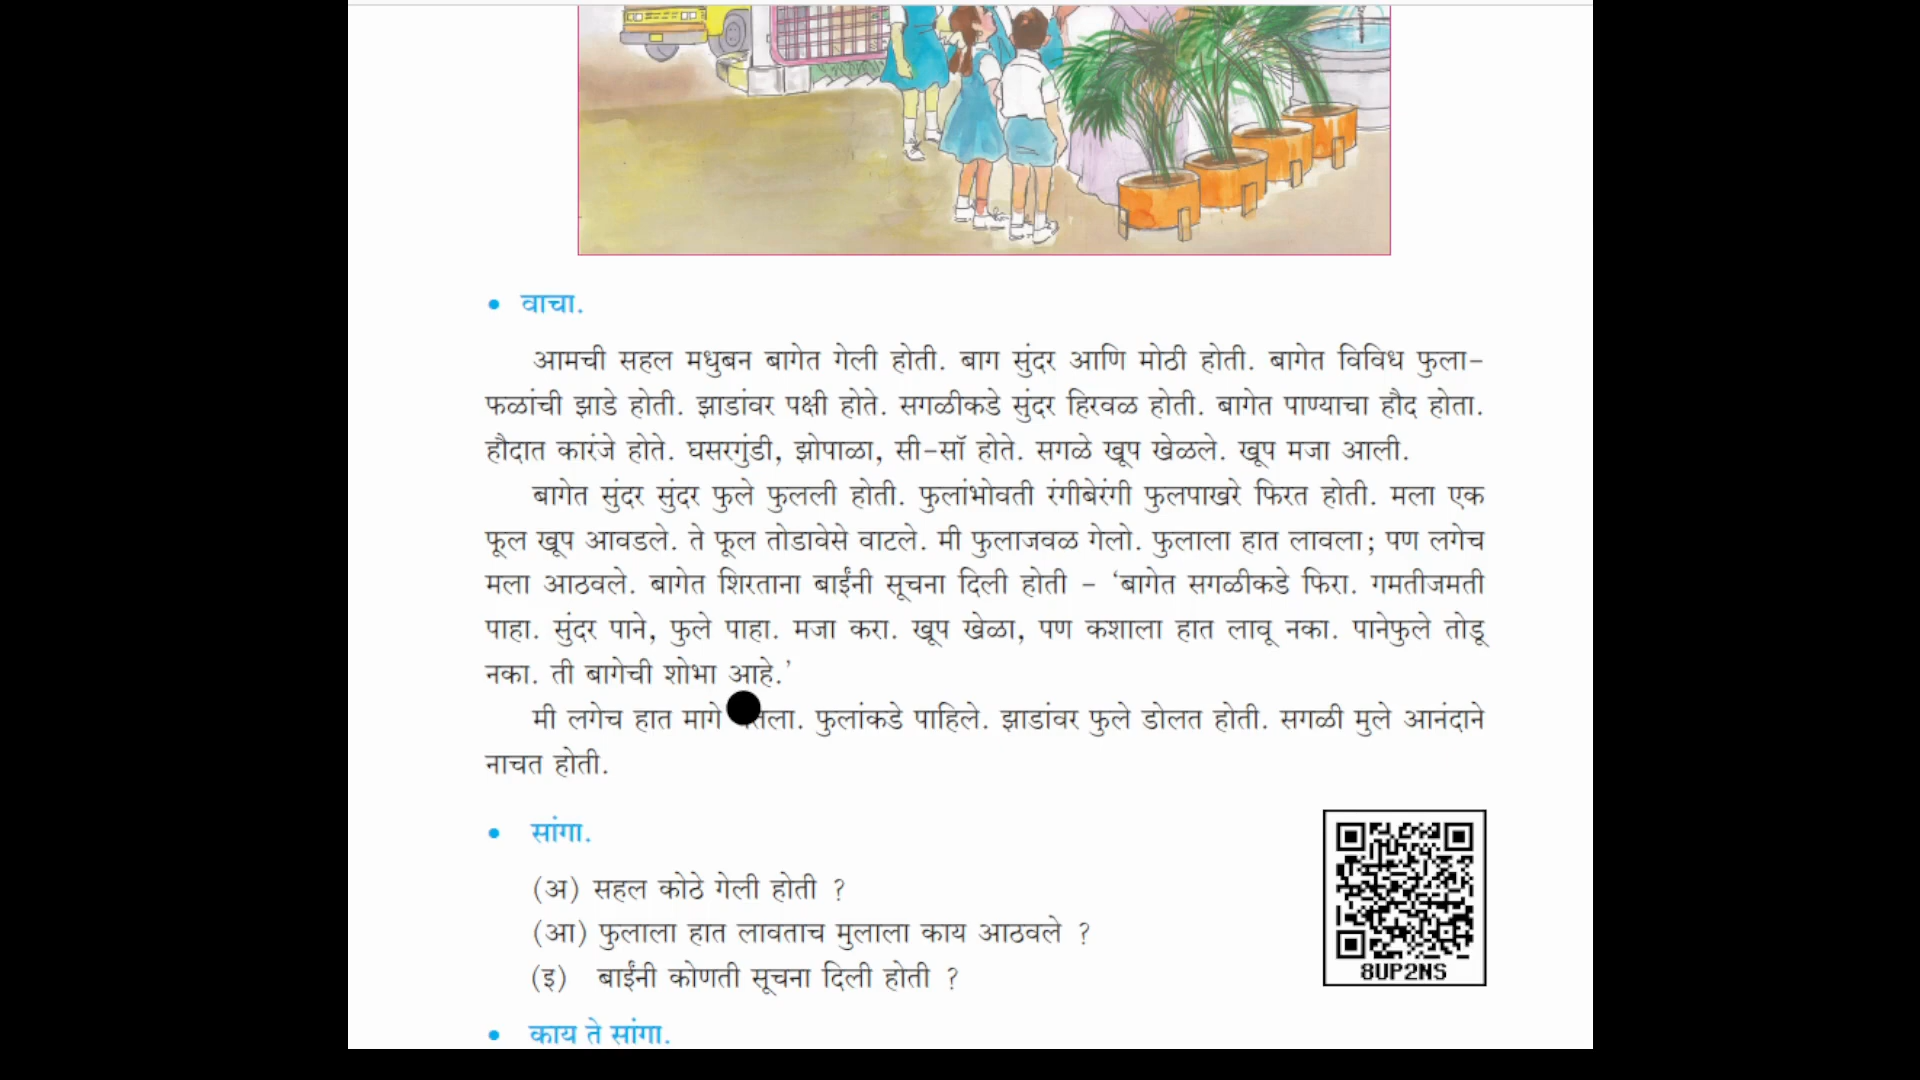 • वाचा.
आमची सहल मधुबन बागेत गेली होती. बाग सुंदर आणि मोठी होती. बागेत विविध फुला-
फळांची झाडे होती. झाडांवर पक्षी होते. सगळीकडे सुंदर हिरवळ होती. बागेत पाण्याचा हौद होता.
हौदात कारंजे होते. घसरगुंडी, झोपाळा, सी-सॉ होते. सगळे खूप खेळले. खूप मजा आली.
बागेत सुंदर सुंदर फुले फुलली होती. फुलांभोवती रंगीबेरंगी फुलपाखरे फिरत होती. मला एक
फूल खूप आवडले. ते फूल तोडावेसे वाटले. मी फुलाजवळ गेलो. फुलाला हात लावला; पण लगेच
मला आठवले. बागेत शिरताना बाईंनी सूचना दिली होती - ‘बागेत सगळीकडे फिरा. गमतीजमती
पाहा. सुंदर पाने, फुले पाहा. मजा करा. खूप खेळा, पण कशाला हात लावू नका. पानेफुले तोडू
नका. ती बागेची शोभा आहे.’
मी लगेच हात मागे फुलांकडे पाहिले. झाडांवर फुले डोलत होती. सगळी मुले आनंदाने
नाचत होती.
• सांगा.
(अ) सहल कोठे गेली होती ?
(आ) फुलाला हात लावताच मुलाला काय आठवले ?
(इ) बाईंनी कोणती सूचना दिली होती ?
8UP2NS
• काय ते सांगा.